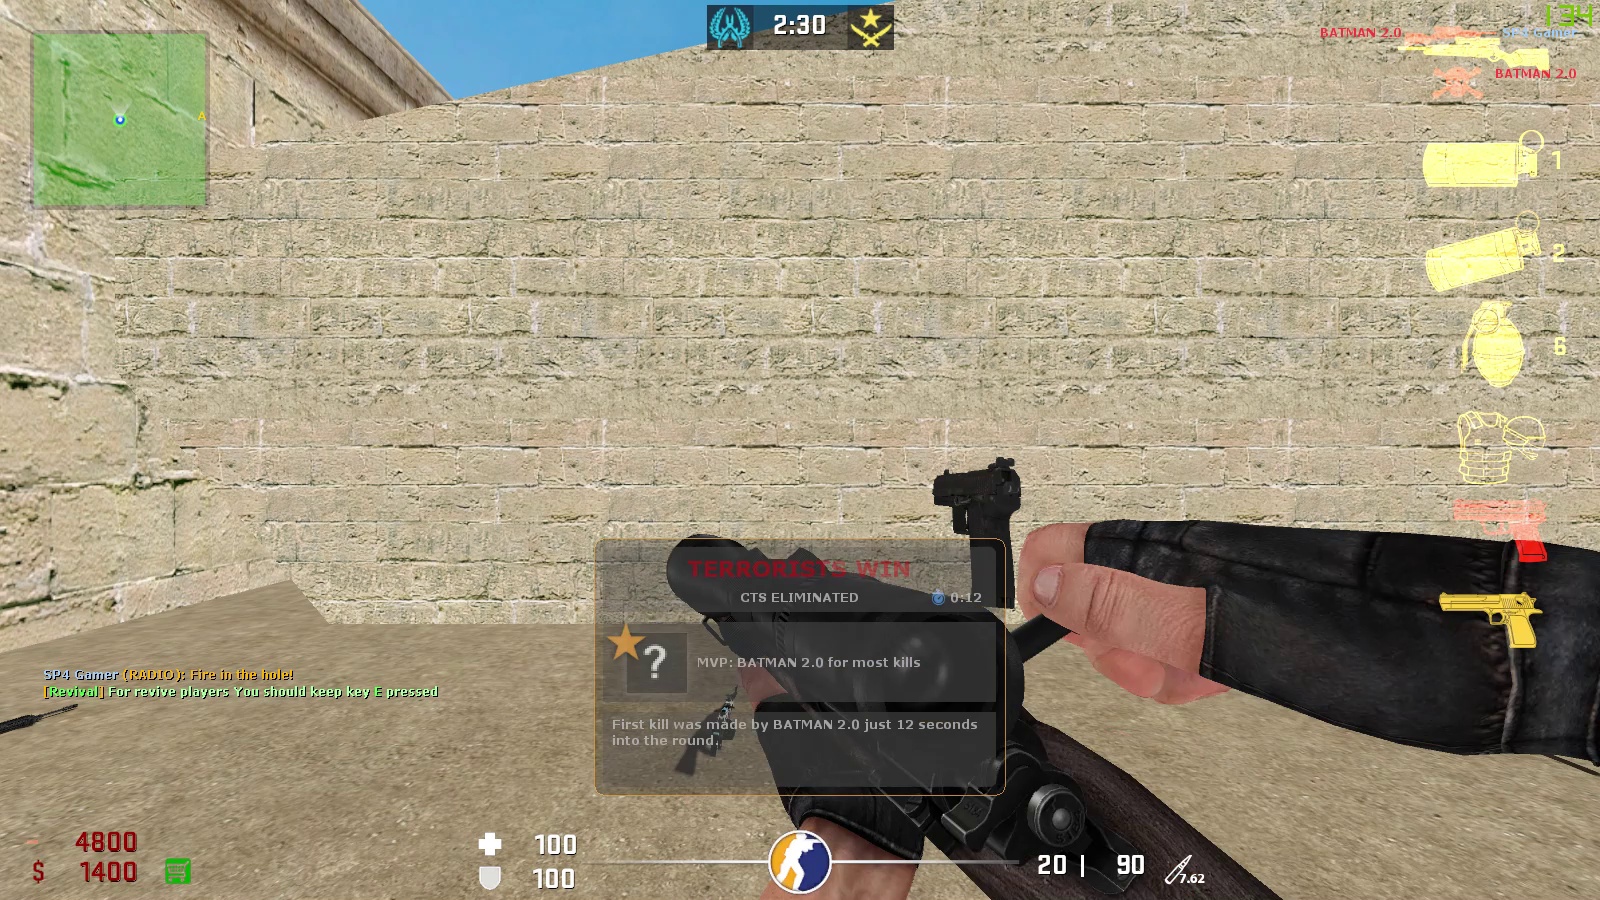 2:30
134
BATMAN 2.0
SP4 Gamer
BATMAN 2.0
A
1
2
6
TERRORISTS WIN
CTS ELIMINATED
0:12
?
MVP: BATMAN 2.0 for most kills
First kill was made by BATMAN 2.0 just 12 seconds
into the round.
SP4 Gamer (RADIO): Fire in the hole!
[Revival] For revive players You should keep key E pressed
- 4800
$ 1400
100
100
20 | 90
7.62